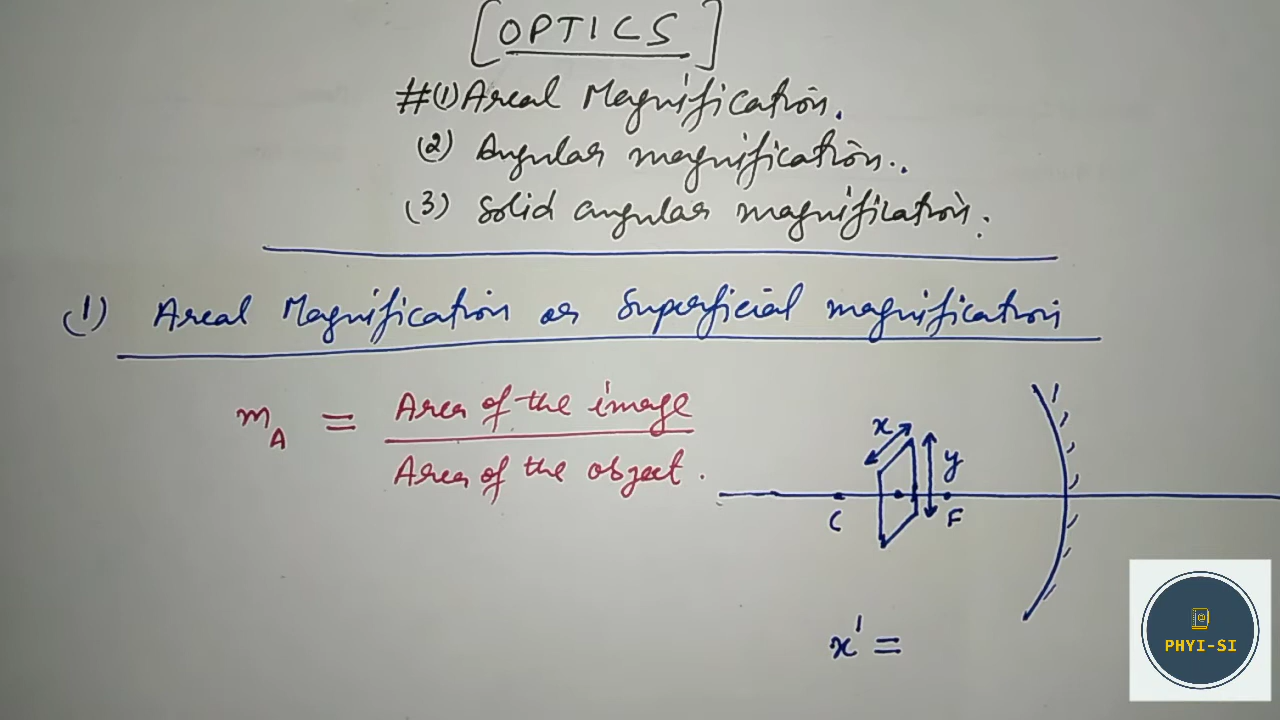 [OPTICS]
#(1) Areal Magnification.
(2) Angular magnification..
(3) Solid angular magnification.
(1) Areal Magnification or Superficial magnification
mA = Area of the image
Area of the object.
x
y
C
F
x' =
PHYI-SI